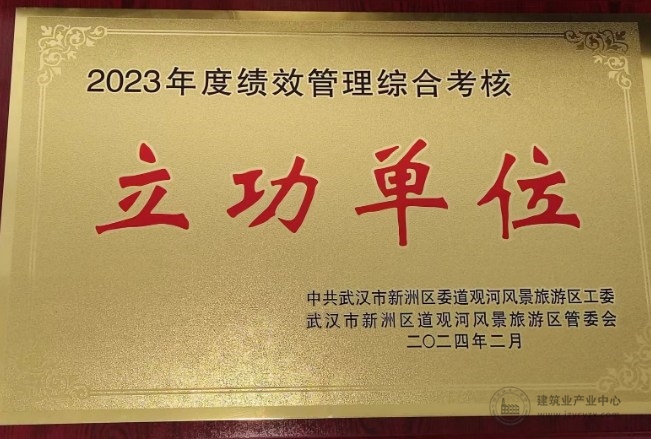 2023年度绩效管理综合考核
立功单位
中共武汉市新洲区委道观河风景旅游区工委
武汉市新洲区道观河风景旅游区管委会
二〇二四年二月
建筑业产业中心